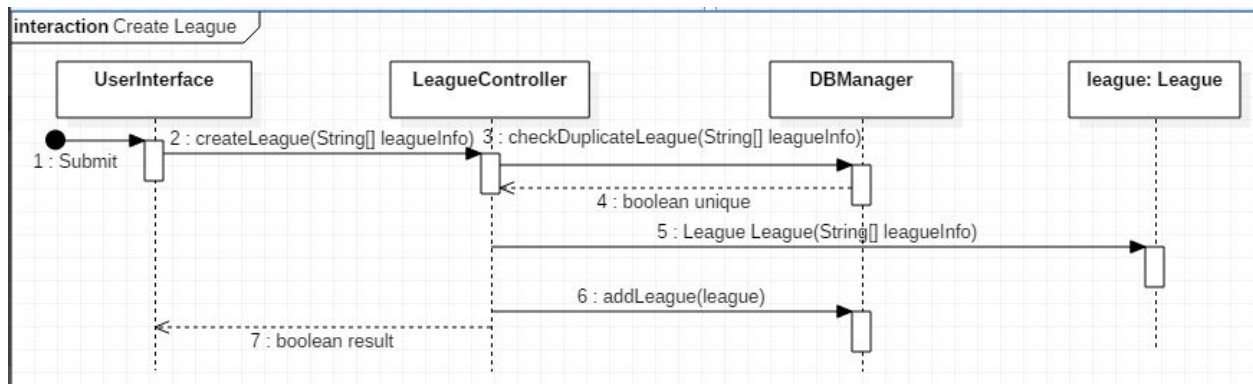 interaction Create League
UserInterface
LeagueController
DBManager
league: League
2 : createLeague(String[] leagueInfo)
3 : checkDuplicateLeague(String[] leagueInfo)
1 : Submit
4 : boolean unique
5 : League League(String[] leagueInfo)
6 : addLeague(league)
7 : boolean result